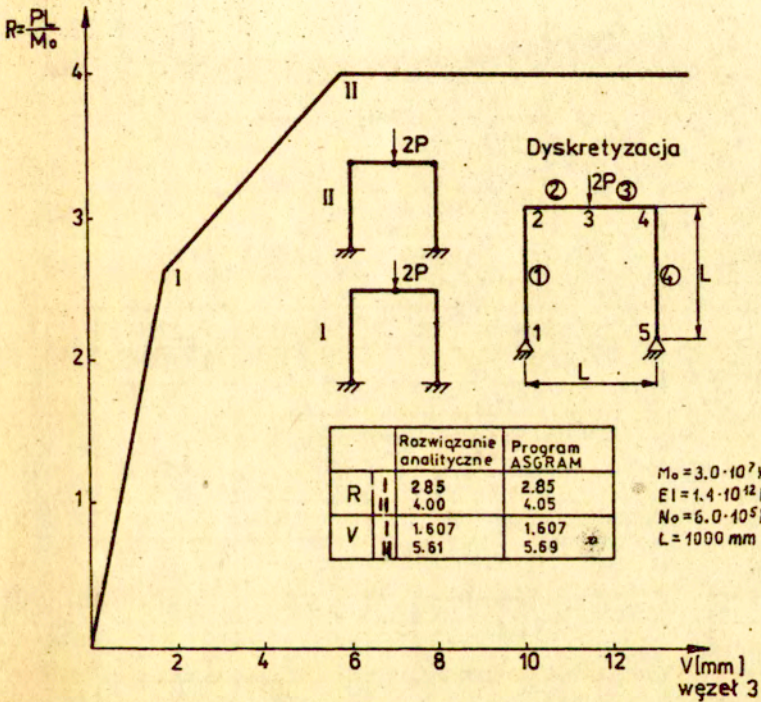 R=PL/Mo
4
II
2P
Dyskretyzacja
II
② 2P ③
2 3 4
3
I
2P
① ④ L
I
1 5
2
L
Rozwiązanie analityczne
Program ASGRAM
R I 285 2.85
II 4.00 4.05
V I 1.607 1.607
II 5.61 5.69
Mo=3.0·10⁷
EI=1.4·10¹²
No=6.0·10⁵
L=1000 mm
1
2 4 6 8 10 12
V[mm]
węzeł 3